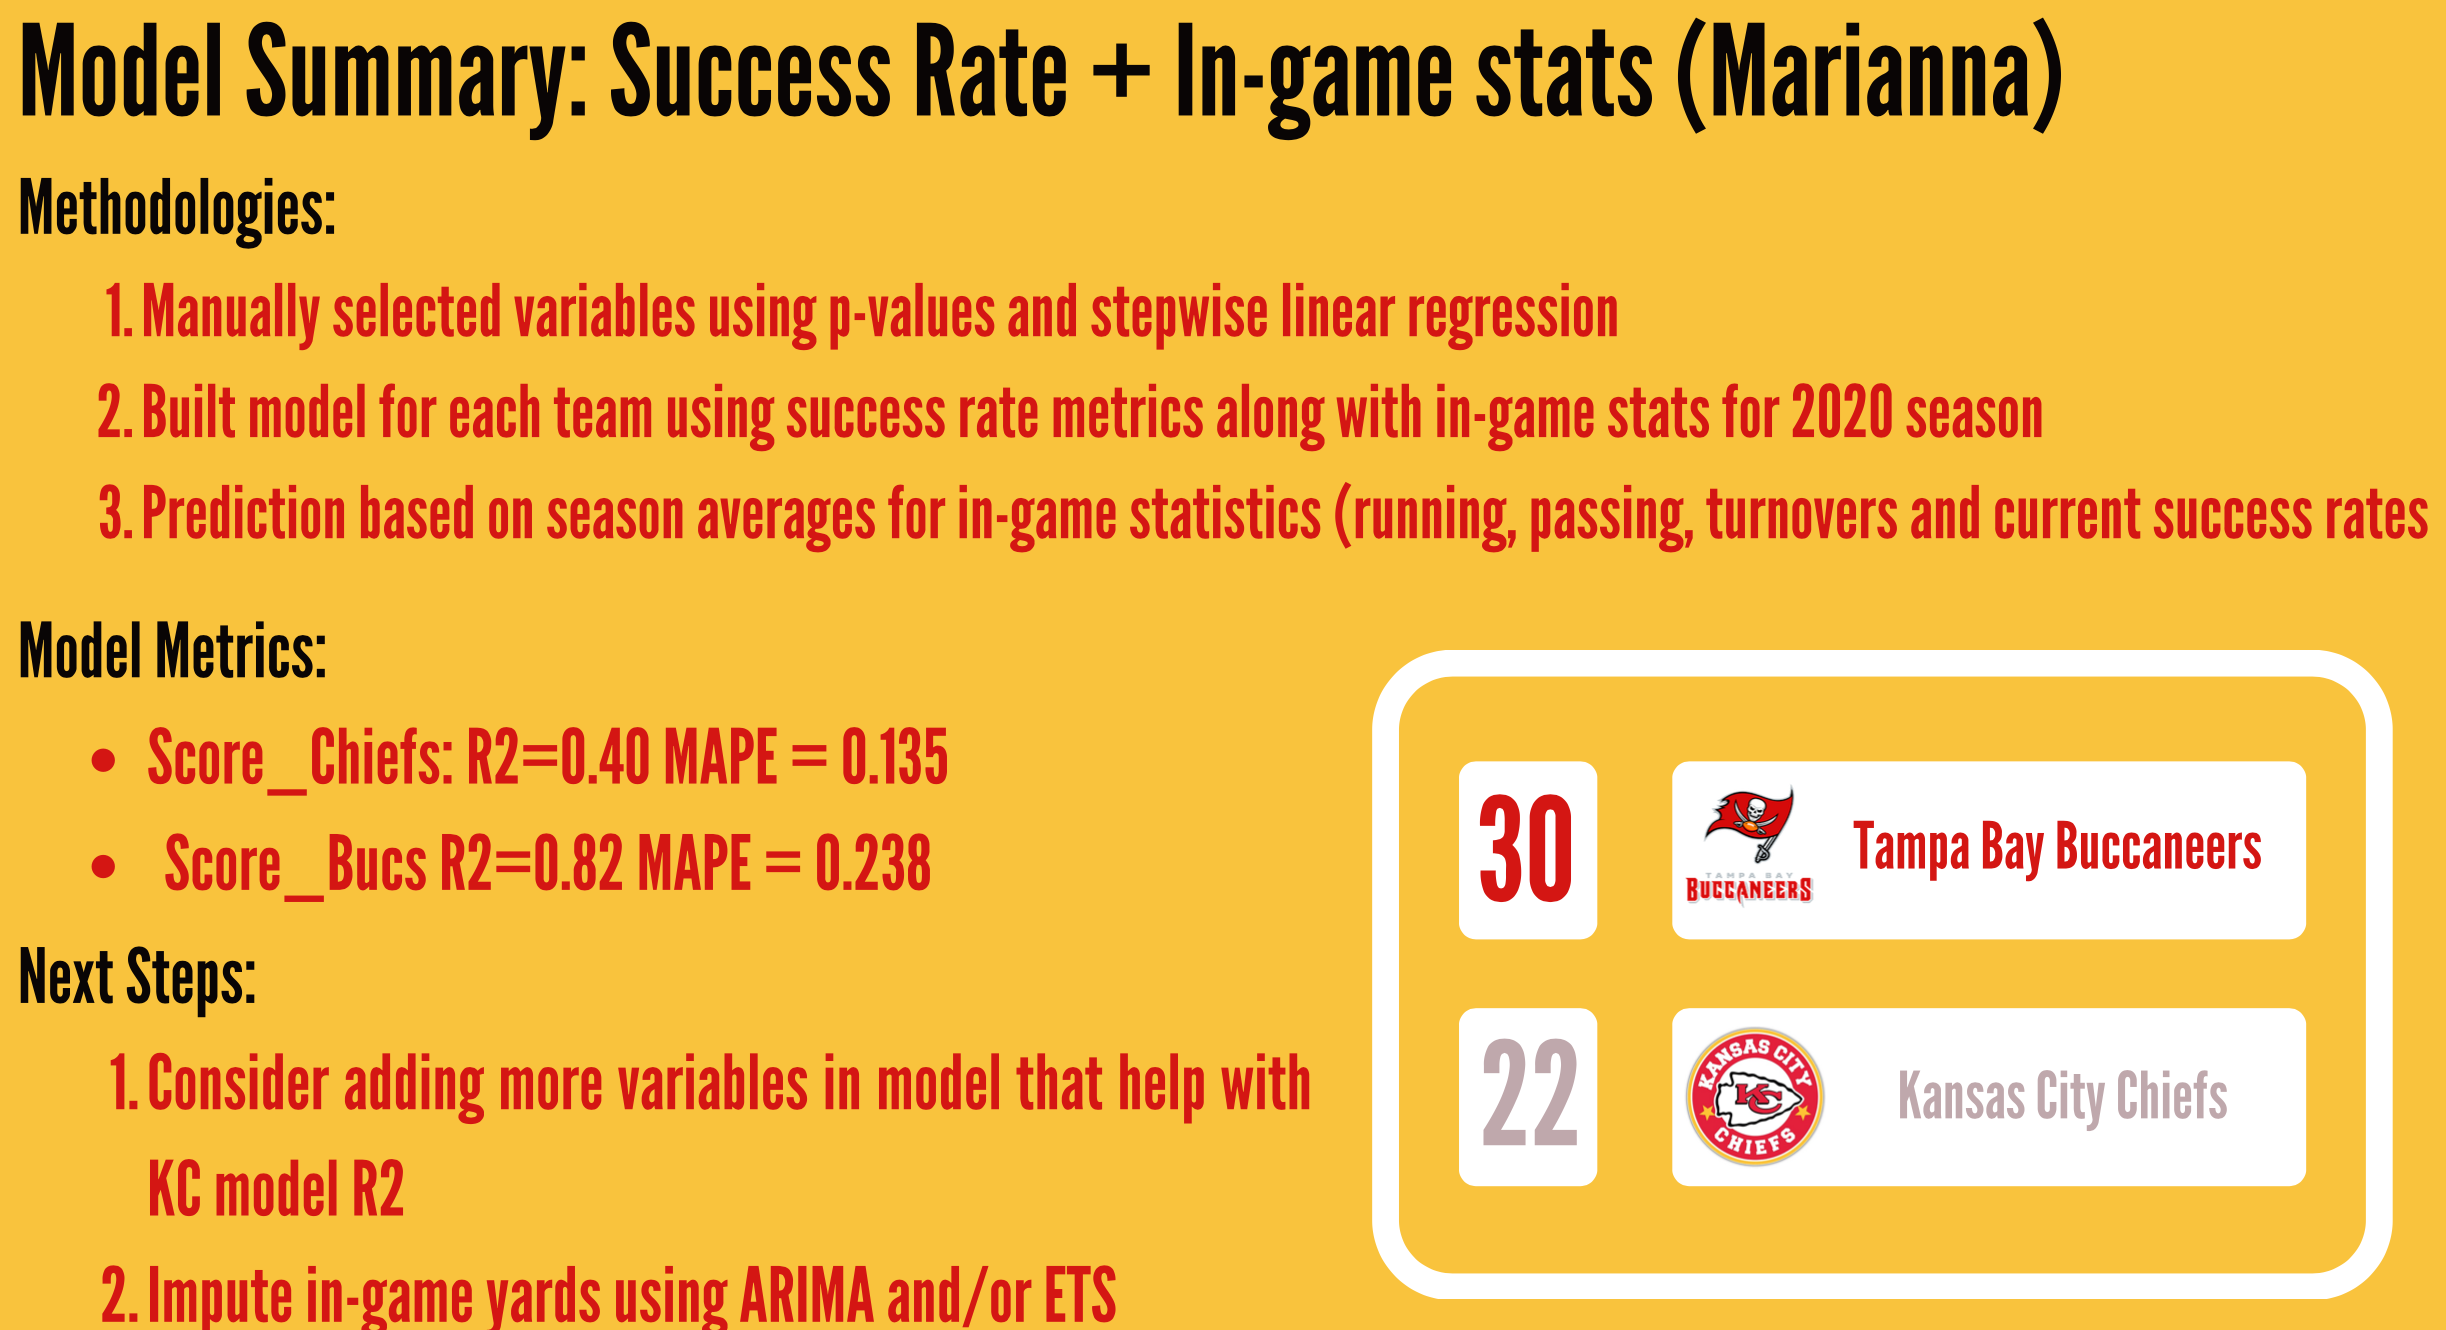 Model Summary: Success Rate + In-game stats (Marianna)
Methodologies:
1. Manually selected variables using p-values and stepwise linear regression
2. Built model for each team using success rate metrics along with in-game stats for 2020 season
3. Prediction based on season averages for in-game statistics (running, passing, turnovers and current success rates
Model Metrics:
• Score_Chiefs: R2=0.40 MAPE = 0.135
• Score_Bucs R2=0.82 MAPE = 0.238
Next Steps:
1. Consider adding more variables in model that help with
KC model R2
2. Impute in-game yards using ARIMA and/or ETS
30
TAMPA BAY
BUCCANEERS
Tampa Bay Buccaneers
22
KANSAS CITY
KC
CHIEFS
Kansas City Chiefs